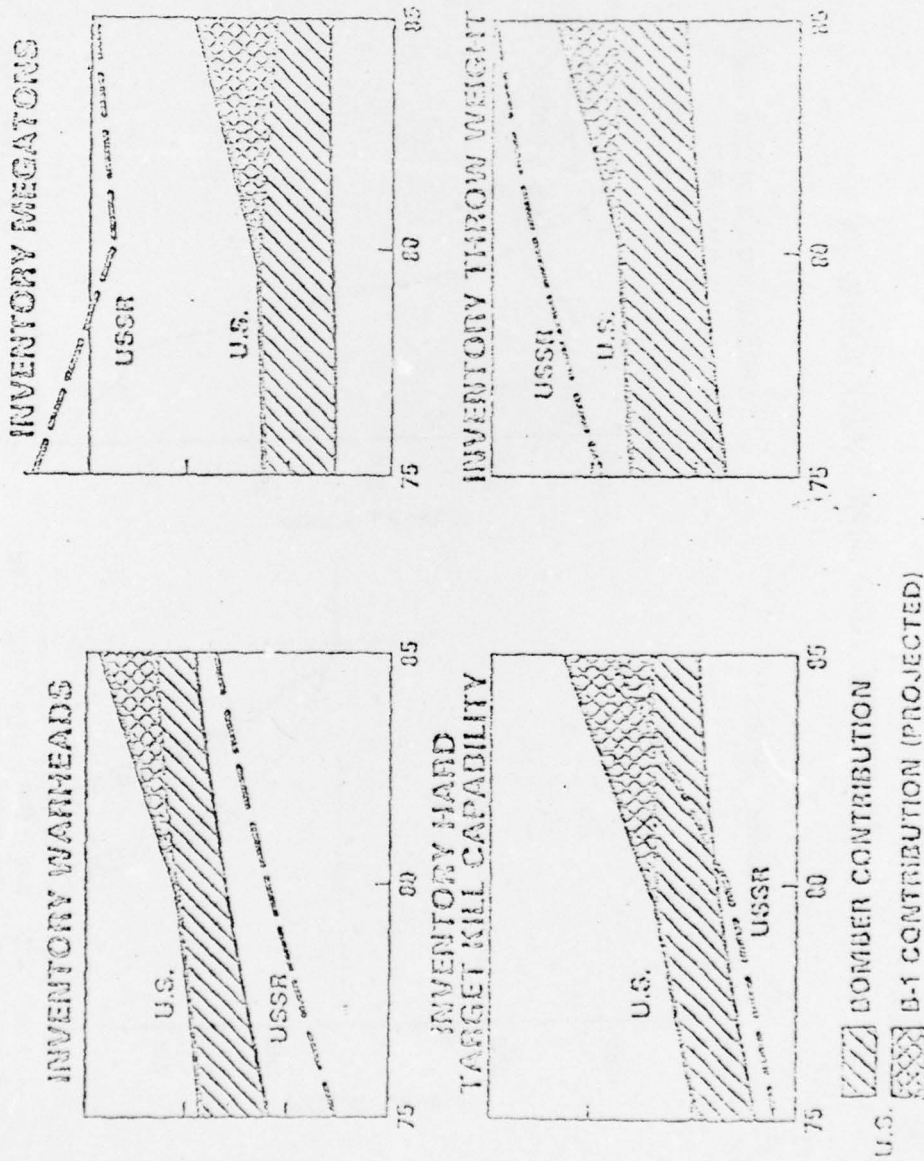 INVENTORY WARHEADS
U.S.
USSR
75
80
85
INVENTORY MEGATONS
USSR
U.S.
75
80
85
INVENTORY HARD
TARGET KILL CAPABILITY
U.S.
USSR
75
80
85
INVENTORY THROW WEIGHT
USSR
U.S.
75
80
85
U.S.
BOMBER CONTRIBUTION
B-1 CONTRIBUTION (PROJECTED)